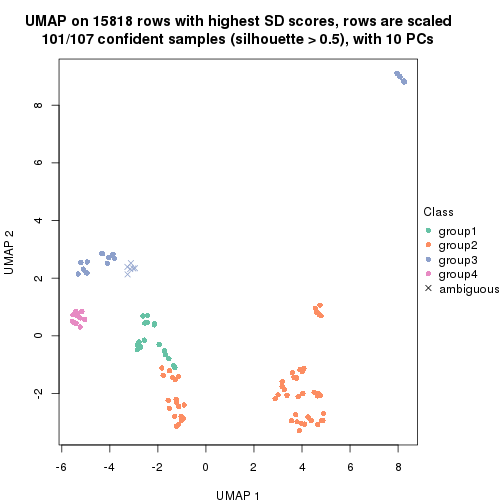 UMAP on 15818 rows with highest SD scores, rows are scaled
101/107 confident samples (silhouette > 0.5), with 10 PCs
UMAP 2
8
6
4
2
0
-2
-6
-4
-2
0
2
4
6
8
UMAP 1
Class
group1
group2
group3
group4
ambiguous